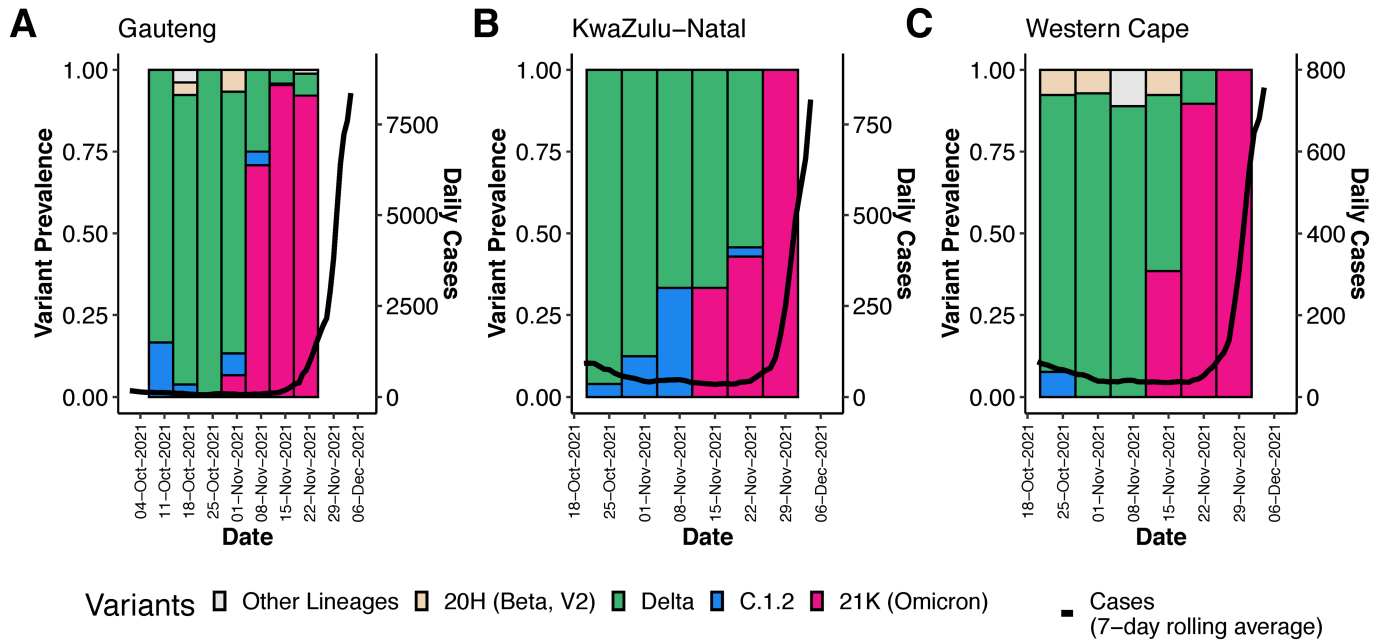 A
Gauteng
1.00
0.75
0.50
0.25
0.00
Variant Prevalence
7500
5000
2500
0
Daily Cases
04−Oct−2021
11−Oct−2021
18−Oct−2021
25−Oct−2021
01−Nov−2021
08−Nov−2021
15−Nov−2021
22−Nov−2021
29−Nov−2021
06−Dec−2021
Date
B
KwaZulu−Natal
1.00
0.75
0.50
0.25
0.00
Variant Prevalence
750
500
250
0
Daily Cases
18−Oct−2021
25−Oct−2021
01−Nov−2021
08−Nov−2021
15−Nov−2021
22−Nov−2021
29−Nov−2021
06−Dec−2021
Date
C
Western Cape
1.00
0.75
0.50
0.25
0.00
Variant Prevalence
800
600
400
200
0
Daily Cases
18−Oct−2021
25−Oct−2021
01−Nov−2021
08−Nov−2021
15−Nov−2021
22−Nov−2021
29−Nov−2021
06−Dec−2021
Date
Variants
Other Lineages
20H (Beta, V2)
Delta
C.1.2
21K (Omicron)
Cases
(7−day rolling average)